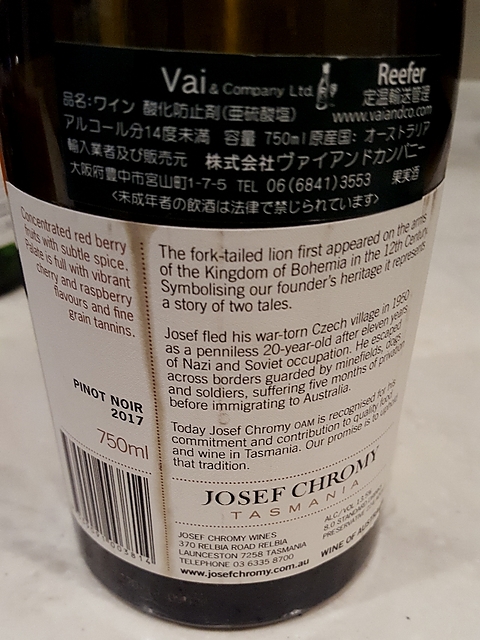 Vai & Company Ltd.
Reefer
定温輸送管理
www.vaiandco.com
品名:ワイン 酸化防止剤(亜硫酸塩)
アルコール分14度未満 容量 750ml 原産国: オーストラリア
輸入業者及び販売元 株式会社ヴァイアンドカンパニー
大阪府豊中市宮山町1-7-5 TEL 06(6841)3553 果実酒
<未成年者の飲酒は法律で禁じられています>
Concentrated red berry
fruits with subtle spice.
Palate is full with vibrant
cherry and raspberry
flavours and fine
grain tannins.
PINOT NOIR
2017
750ml
The fork-tailed lion first appeared on the arms
of the Kingdom of Bohemia in the 12th Century.
Symbolising our founder's heritage it represents
a story of two tales.
Josef fled his war-torn Czech village in 1950
as a penniless 20-year-old after eleven years
of Nazi and Soviet occupation. He escaped
across borders guarded by minefields, dogs
and soldiers, suffering five months of privation
before immigrating to Australia.
Today Josef Chromy OAM is recognised for his
commitment and contribution to quality food
and wine in Tasmania. Our promise is to uphold
that tradition.
JOSEF CHROMY
TASMANIA
JOSEF CHROMY WINES
370 RELBIA ROAD RELBIA
LAUNCESTON 7258 TASMANIA
TELEPHONE 03 6335 8700
www.josefchromy.com.au
ALC/VOL 13.5%
8.0 STANDARD
PRESERVATIVE
WINE OF